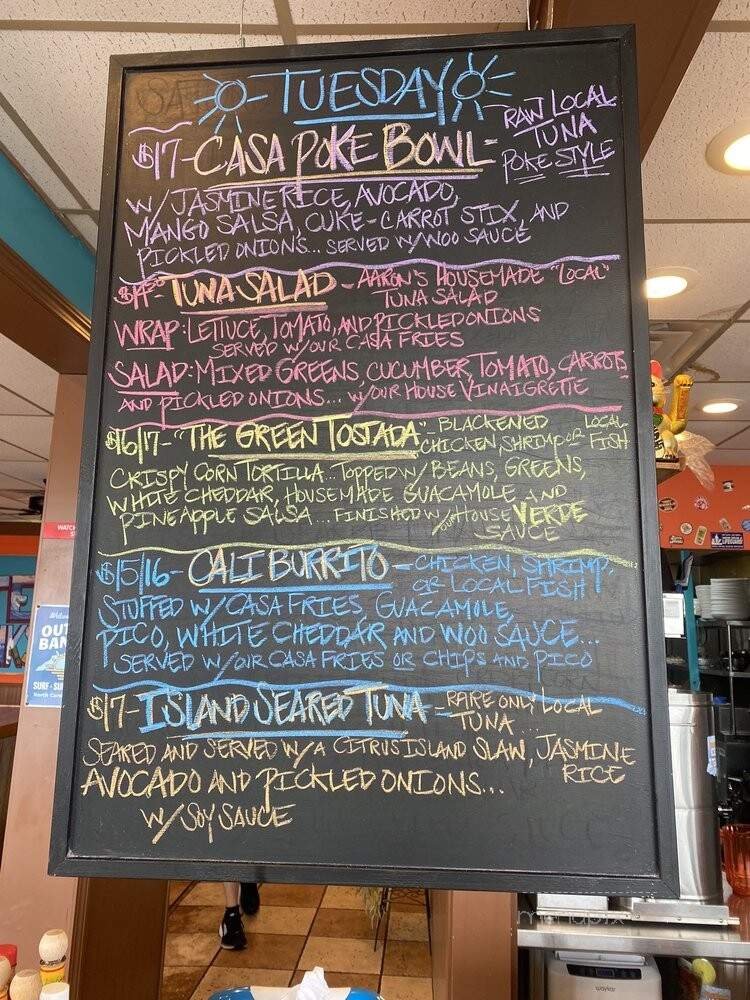 TUESDAY
$17-CASA POKE BOWL-
RAW LOCAL
TUNA
POKE STYLE
W/JASMINE RICE, AVOCADO,
MANGO SALSA, CUKE-CARROT STIX, AND
PICKLED ONIONS... SERVED W/WOO SAUCE
TUNA SALAD - AARON'S HOUSEMADE "LOCAL"
TUNA SALAD
WRAP: LETTUCE, TOMATO, AND PICKLED ONIONS
SERVED W/OUR CASA FRIES
SALAD: MIXED GREENS, CUCUMBER, TOMATO, CARROTS
AND PICKLED ONIONS... W/OUR HOUSE VINAIGRETTE
$16/17-"THE GREEN TOSTADA"- BLACKENED
CHICKEN, SHRIMP OR LOCAL
FISH
CRISPY CORN TORTILLA... TOPPED W/BEANS, GREENS,
WHITE CHEDDAR, HOUSEMADE GUACAMOLE AND
PINEAPPLE SALSA... FINISHED W/OUR HOUSE VERDE
SAUCE
$15/16-CALI BURRITO-CHICKEN, SHRIMP,
OR LOCAL FISH
STUFFED W/CASA FRIES, GUACAMOLE,
PICO, WHITE CHEDDAR AND WOO SAUCE...
SERVED W/OUR CASA FRIES OR CHIPS AND PICO
$17-ISLAND SEARED TUNA-RARE ONLY LOCAL
TUNA...
SEARED AND SERVED W/A CITRUS ISLAND SLAW, JASMINE
RICE
AVOCADO AND PICKLED ONIONS...
W/SOY SAUCE
OUT
BAN